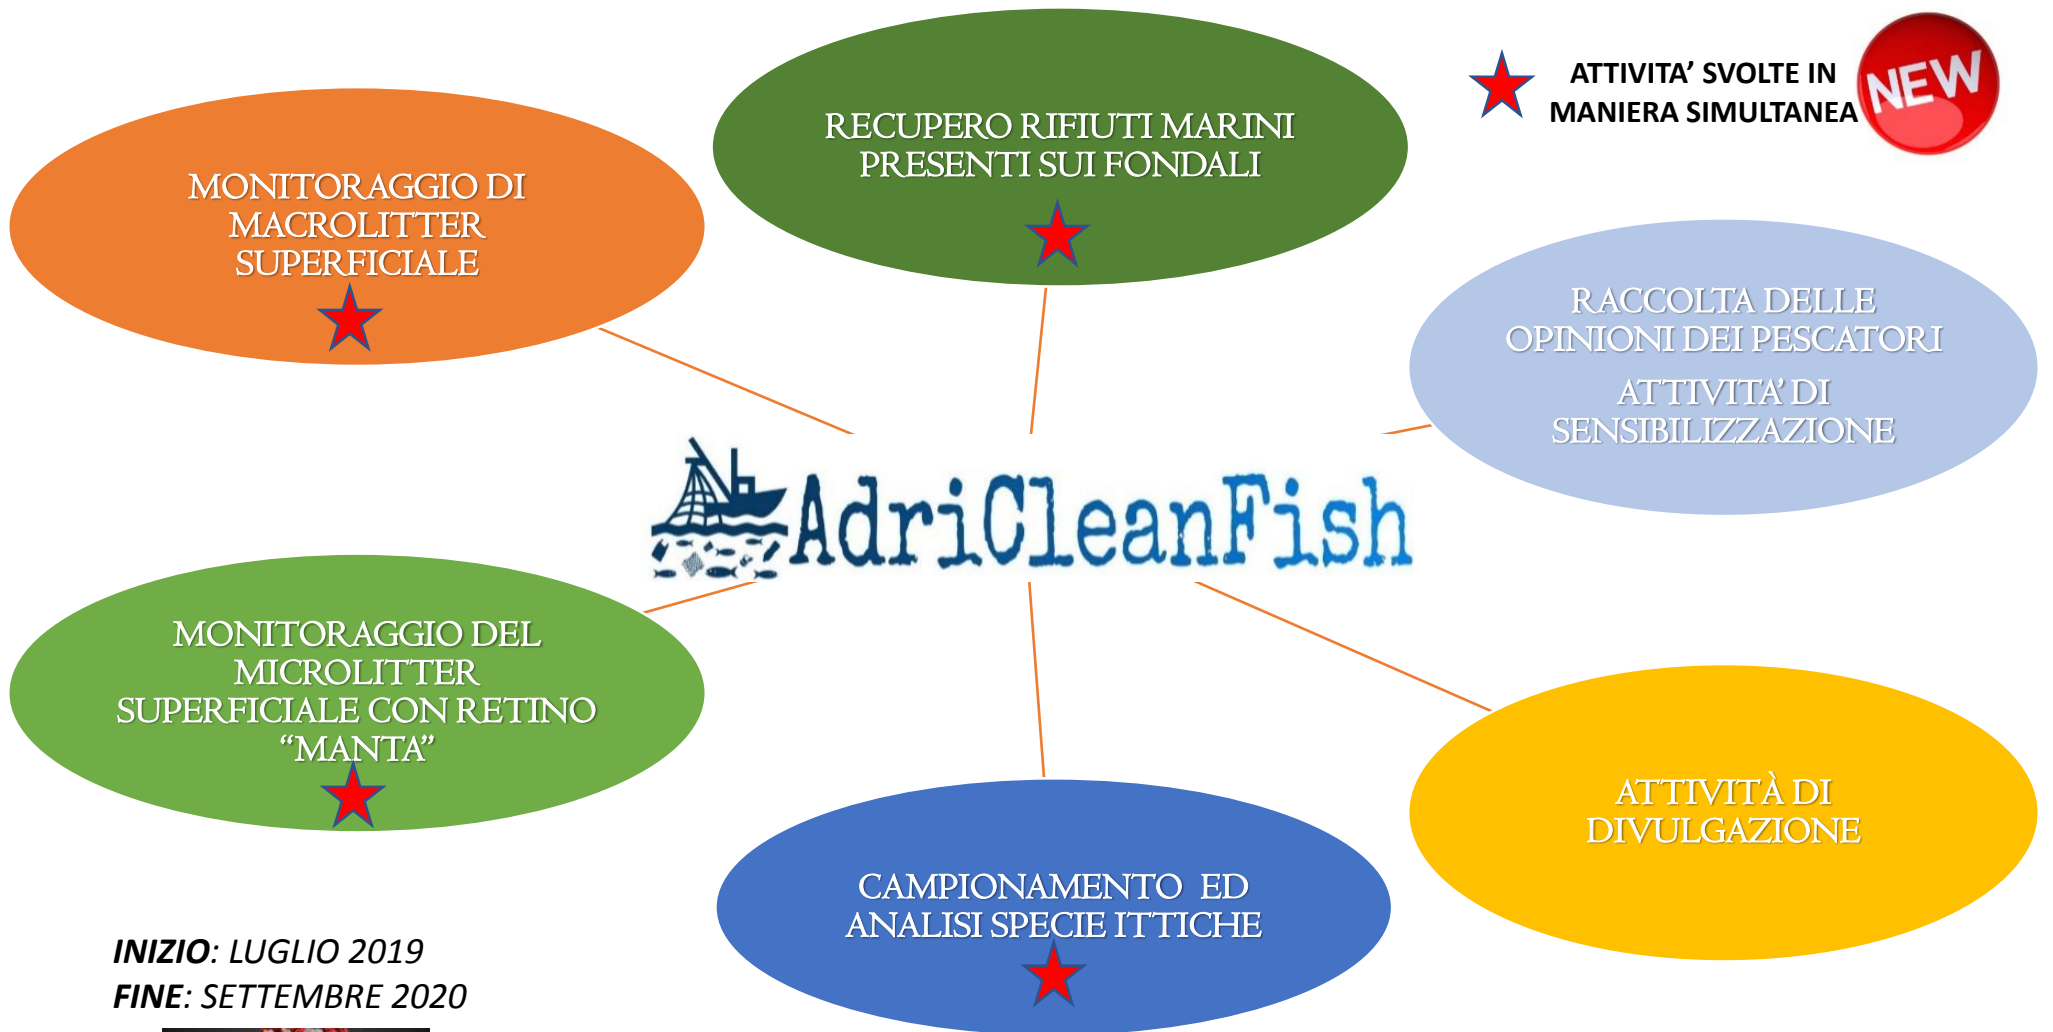 ATTIVITA’ SVOLTE IN
MANIERA SIMULTANEA
NEW
RECUPERO RIFIUTI MARINI
PRESENTI SUI FONDALI
MONITORAGGIO DI
MACROLITTER
SUPERFICIALE
RACCOLTA DELLE
OPINIONI DEI PESCATORI
ATTIVITA’ DI
SENSIBILIZZAZIONE
AdriCleanFish
MONITORAGGIO DEL
MICROLITTER
SUPERFICIALE CON RETINO
“MANTA”
ATTIVITÀ DI
DIVULGAZIONE
CAMPIONAMENTO ED
ANALISI SPECIE ITTICHE
INIZIO: LUGLIO 2019
FINE: SETTEMBRE 2020